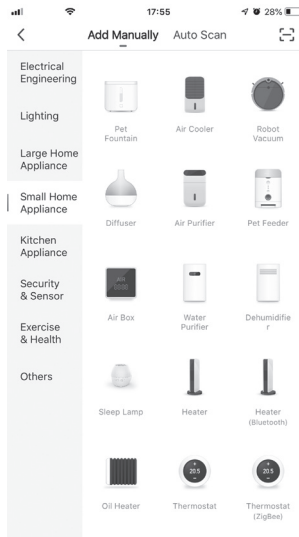 17:55
28%
Add Manually Auto Scan
Electrical
Engineering
Lighting
Large Home
Appliance
Small Home
Appliance
Kitchen
Appliance
Security
& Sensor
Exercise
& Health
Others
Pet
Fountain
Air Cooler
Robot
Vacuum
Diffuser
Air Purifier
Pet Feeder
Air Box
Water
Purifier
Dehumidifie
r
Sleep Lamp
Heater
Heater
(Bluetooth)
Oil Heater
20.5
Thermostat
20.5
Thermostat
(ZigBee)